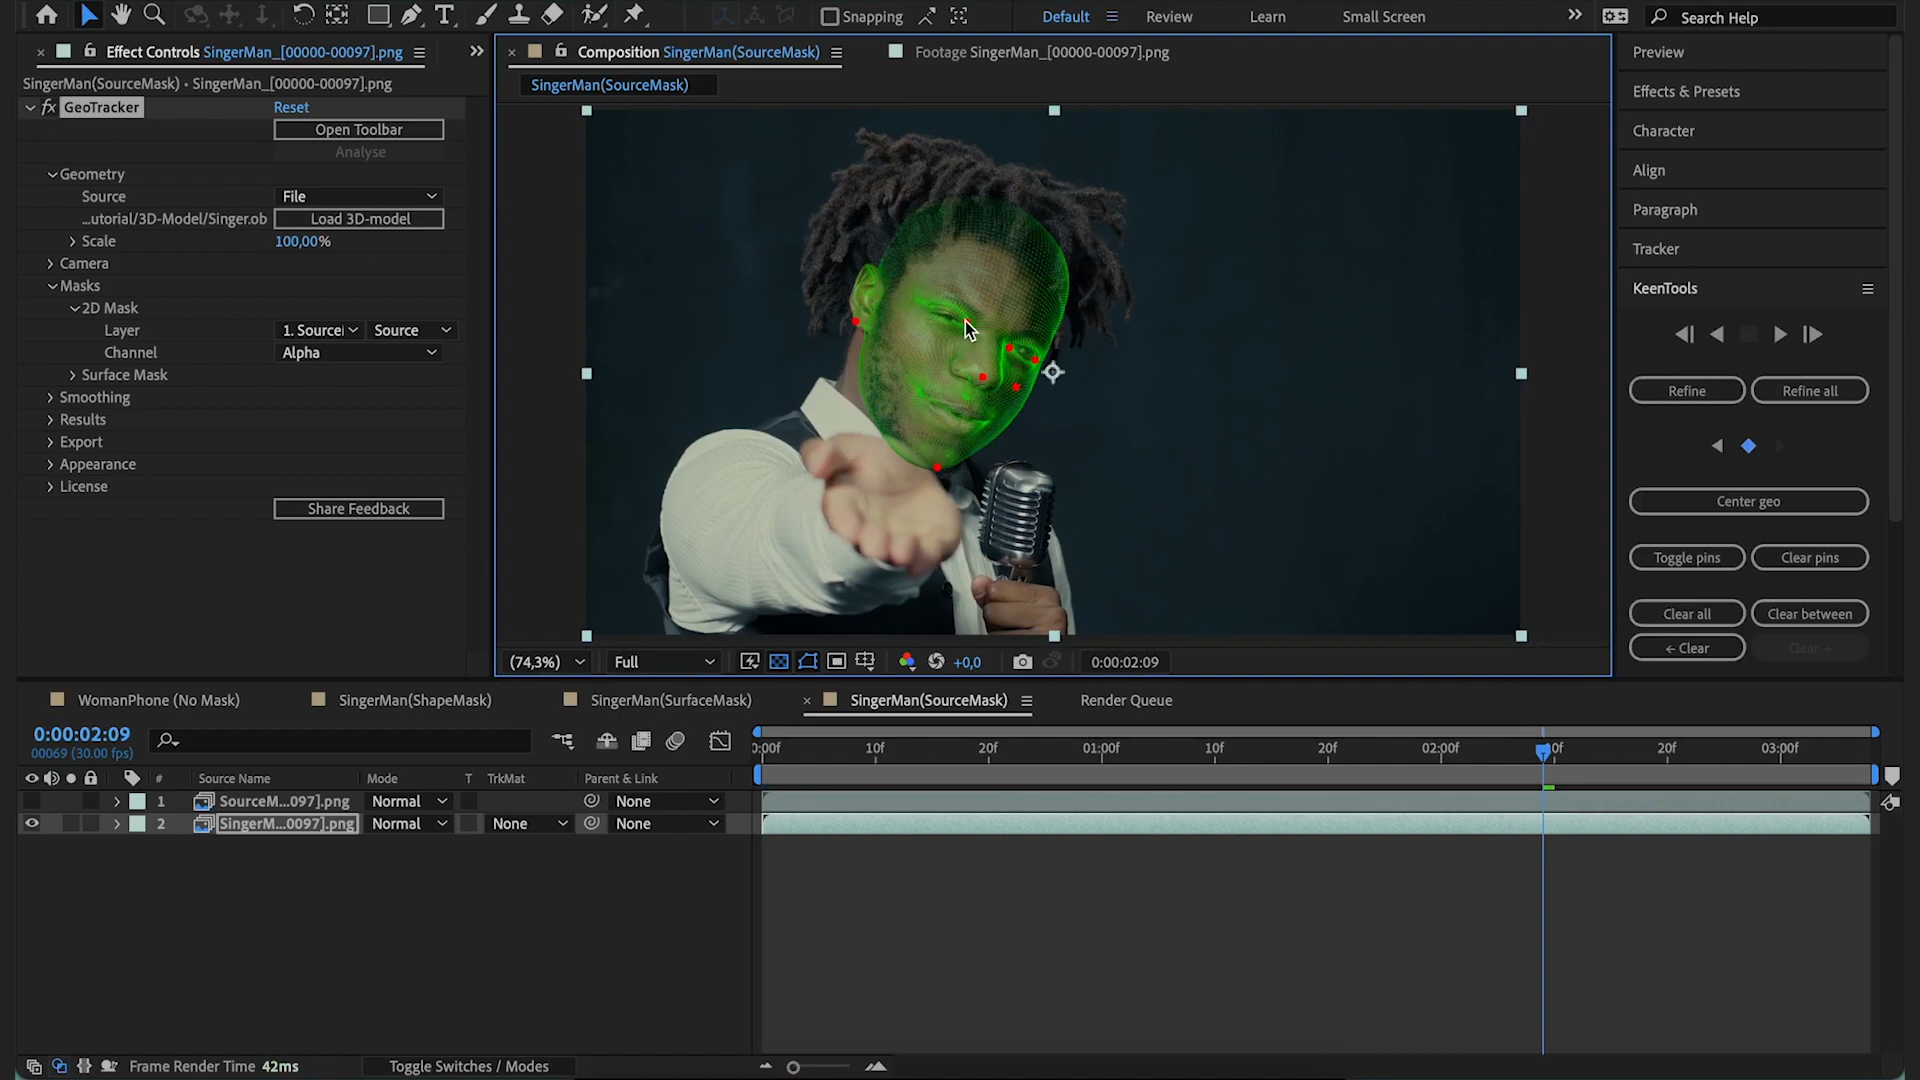 Snapping
Default
Review
Learn
Small Screen
Search Help
Effect Controls SingerMan_[00000-00097].png
Composition SingerMan(SourceMask)
Footage SingerMan_[00000-00097].png
SingerMan(SourceMask) • SingerMan_[00000-00097].png
SingerMan(SourceMask)
fx GeoTracker
Reset
Open Toolbar
Analyse
Geometry
Source
File
...utorial/3D-Model/Singer.ob
Load 3D-model
Scale
100,00%
Camera
Masks
2D Mask
Layer
1. Source
Source
Channel
Alpha
Surface Mask
Smoothing
Results
Export
Appearance
License
Share Feedback
(74,3%)
Full
+0,0
0:00:02:09
Preview
Effects & Presets
Character
Align
Paragraph
Tracker
KeenTools
Refine
Refine all
Center geo
Toggle pins
Clear pins
Clear all
Clear between
← Clear
Clear →
WomanPhone (No Mask)
SingerMan(ShapeMask)
SingerMan(SurfaceMask)
SingerMan(SourceMask)
Render Queue
0:00:02:09
00069 (30.00 fps)
0:00f
10f
20f
01:00f
10f
20f
02:00f
0f
20f
03:00f
#
Source Name
Mode
T
TrkMat
Parent & Link
1
SourceM...097].png
Normal
None
2
SingerM...0097].png
Normal
None
None
Frame Render Time 42ms
Toggle Switches / Modes